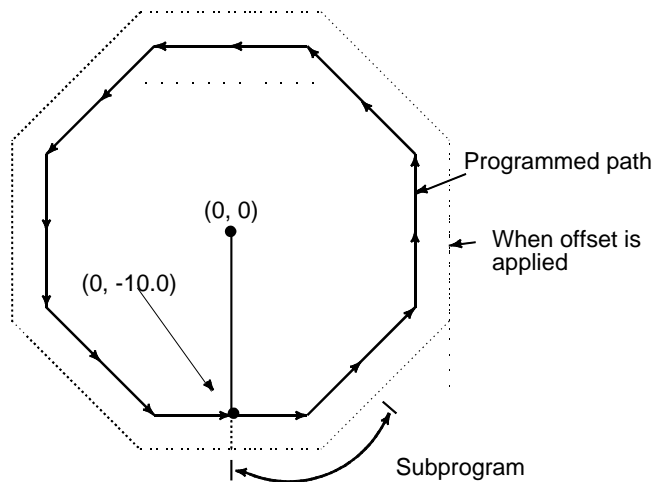 Programmed path
(0, 0)
When offset is
applied
(0, -10.0)
Subprogram